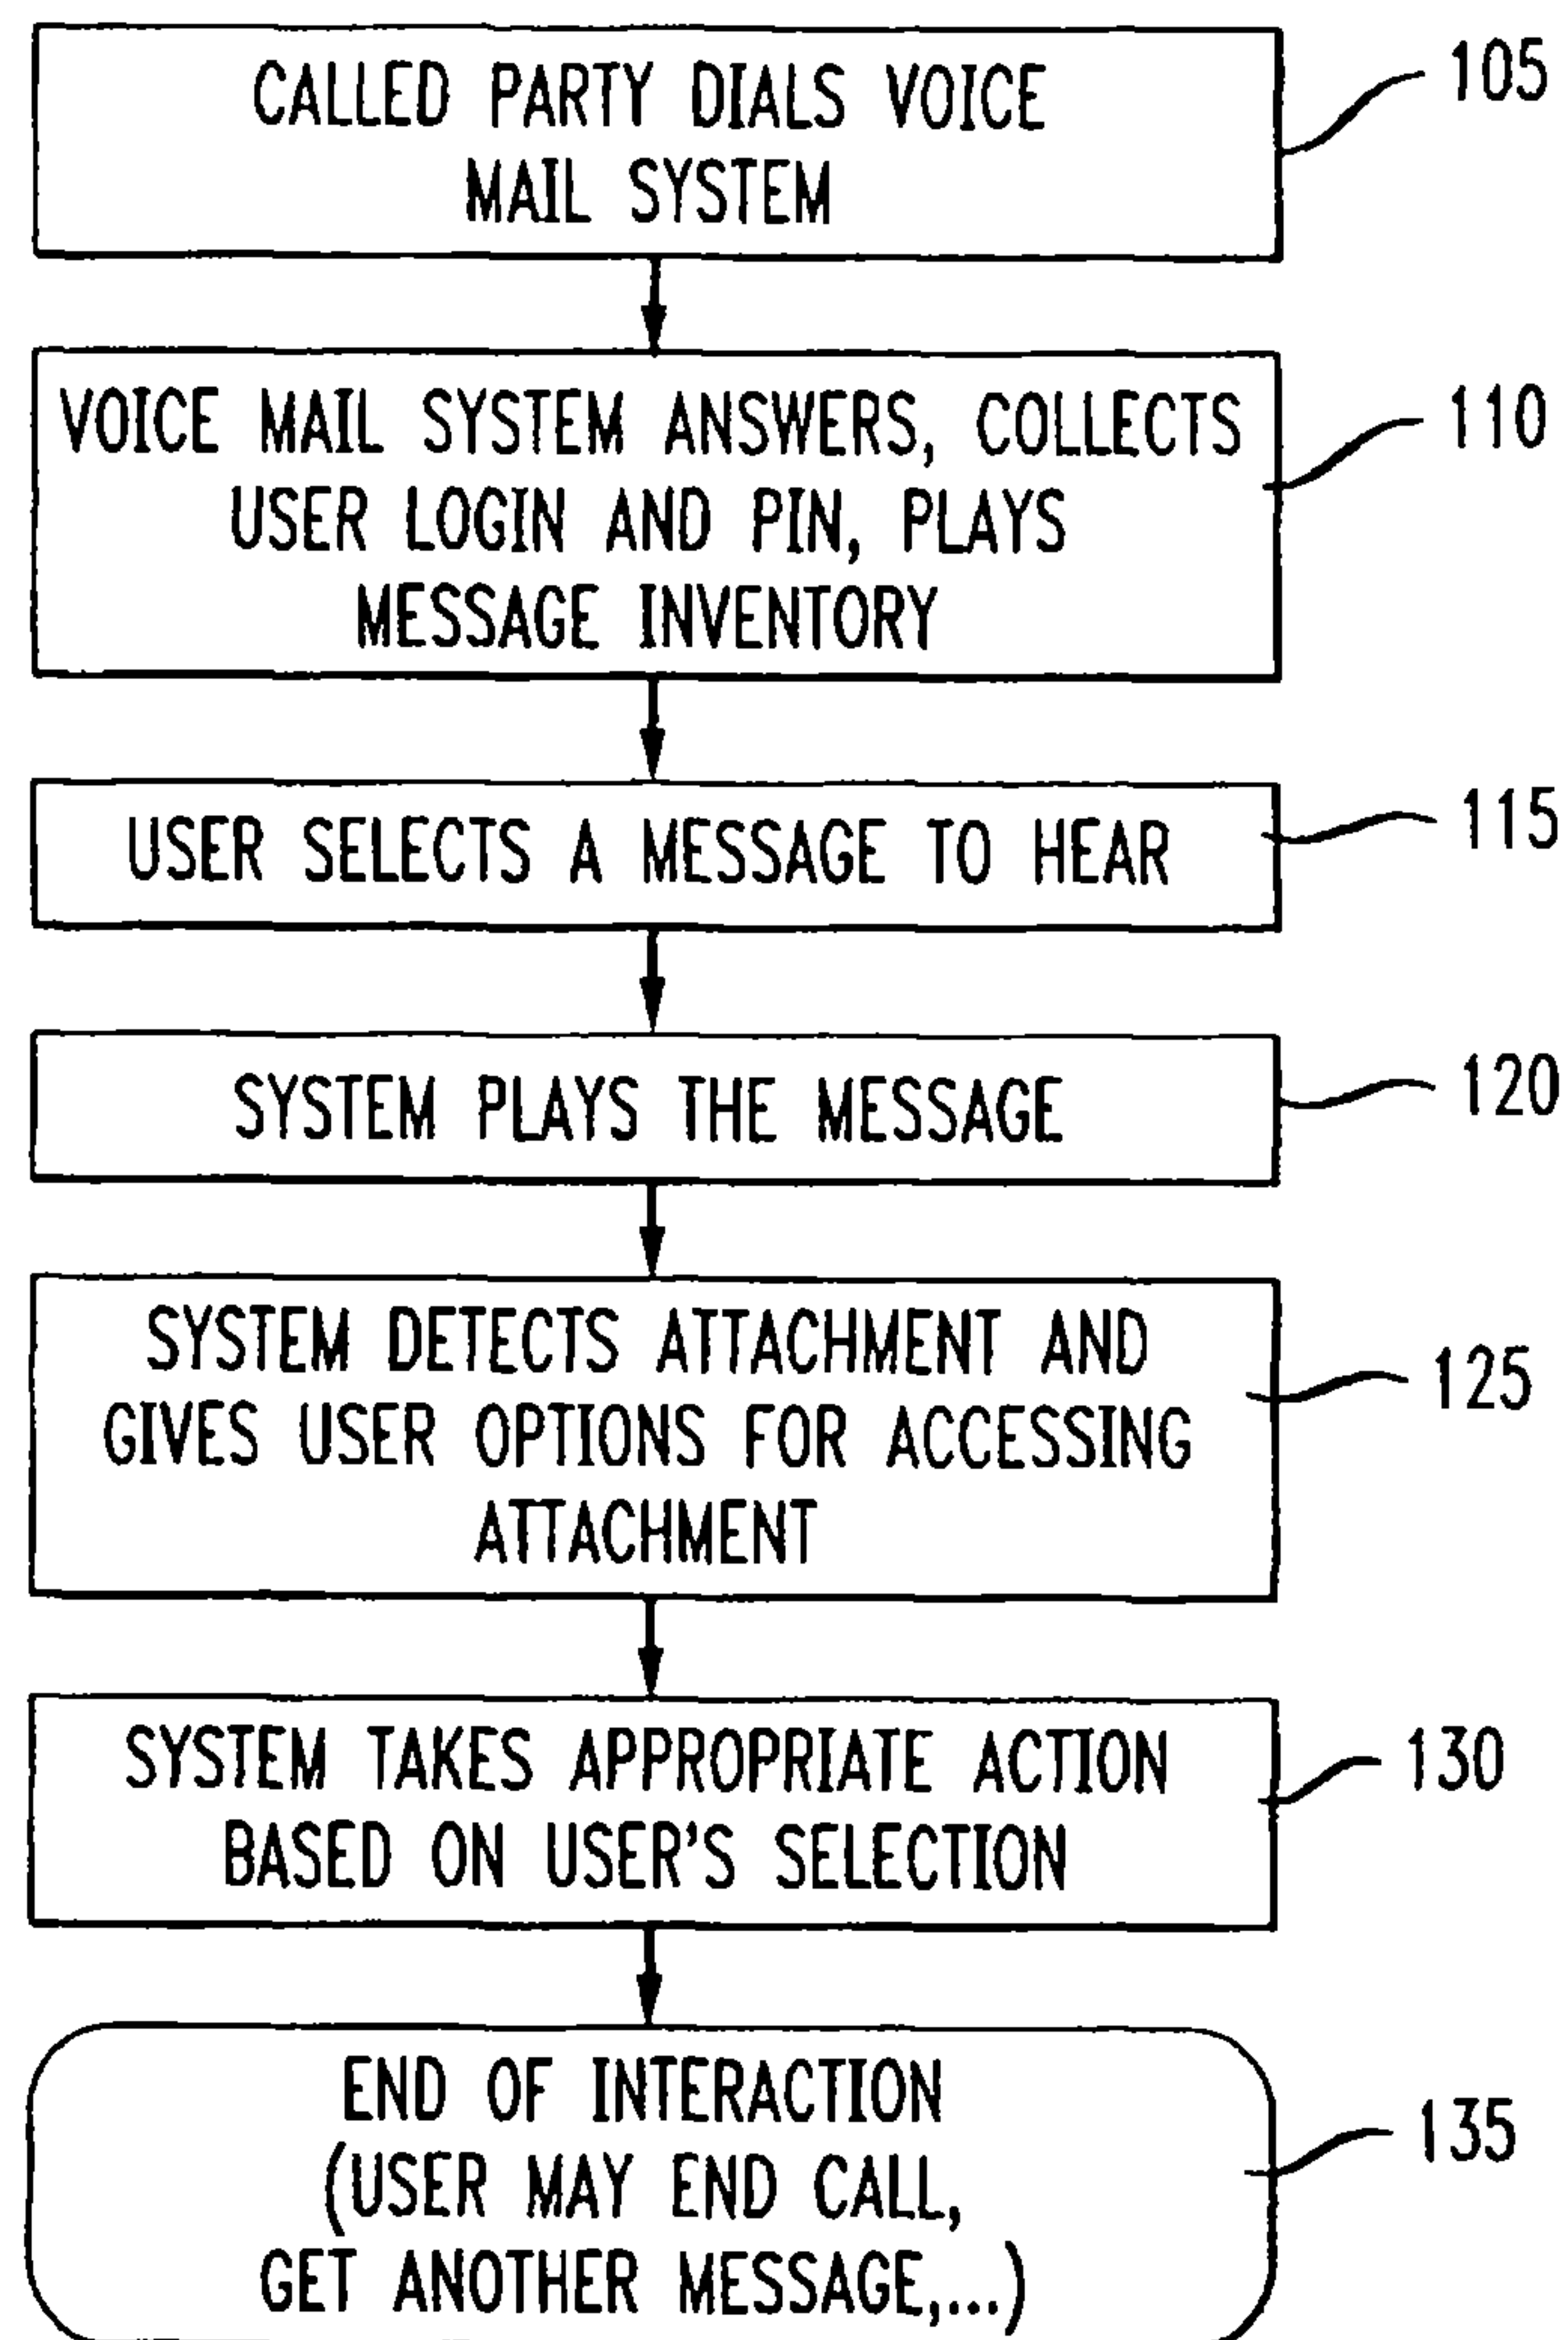 CALLED PARTY DIALS VOICE
MAIL SYSTEM
105
VOICE MAIL SYSTEM ANSWERS, COLLECTS
USER LOGIN AND PIN, PLAYS
MESSAGE INVENTORY
110
USER SELECTS A MESSAGE TO HEAR
115
SYSTEM PLAYS THE MESSAGE
120
SYSTEM DETECTS ATTACHMENT AND
GIVES USER OPTIONS FOR ACCESSING
ATTACHMENT
125
SYSTEM TAKES APPROPRIATE ACTION
BASED ON USER'S SELECTION
130
END OF INTERACTION
(USER MAY END CALL,
GET ANOTHER MESSAGE,...)
135